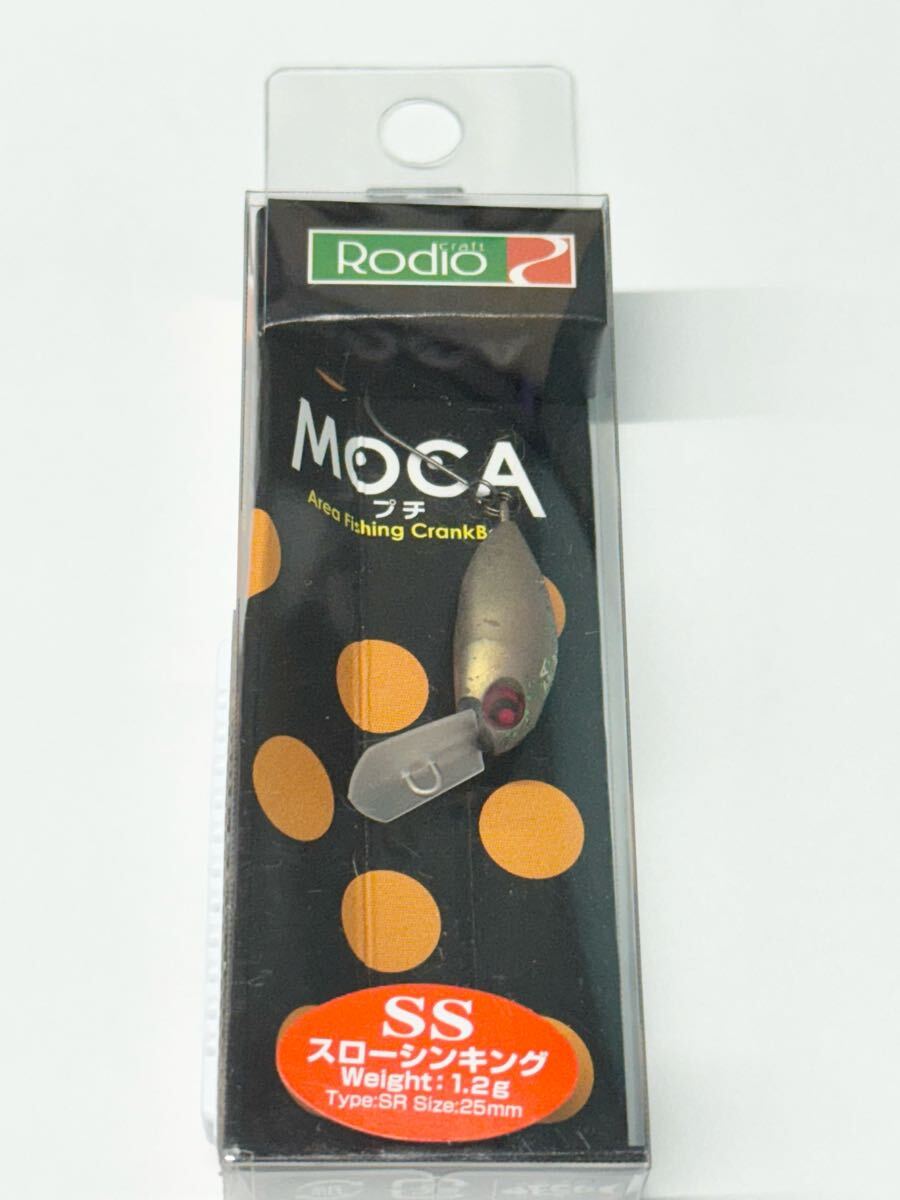 Rodio craft
MOCA
プチ
Area Fishing CrankB
SS
スローシンキング
Weight:1.2g
Type:SR Size:25mm